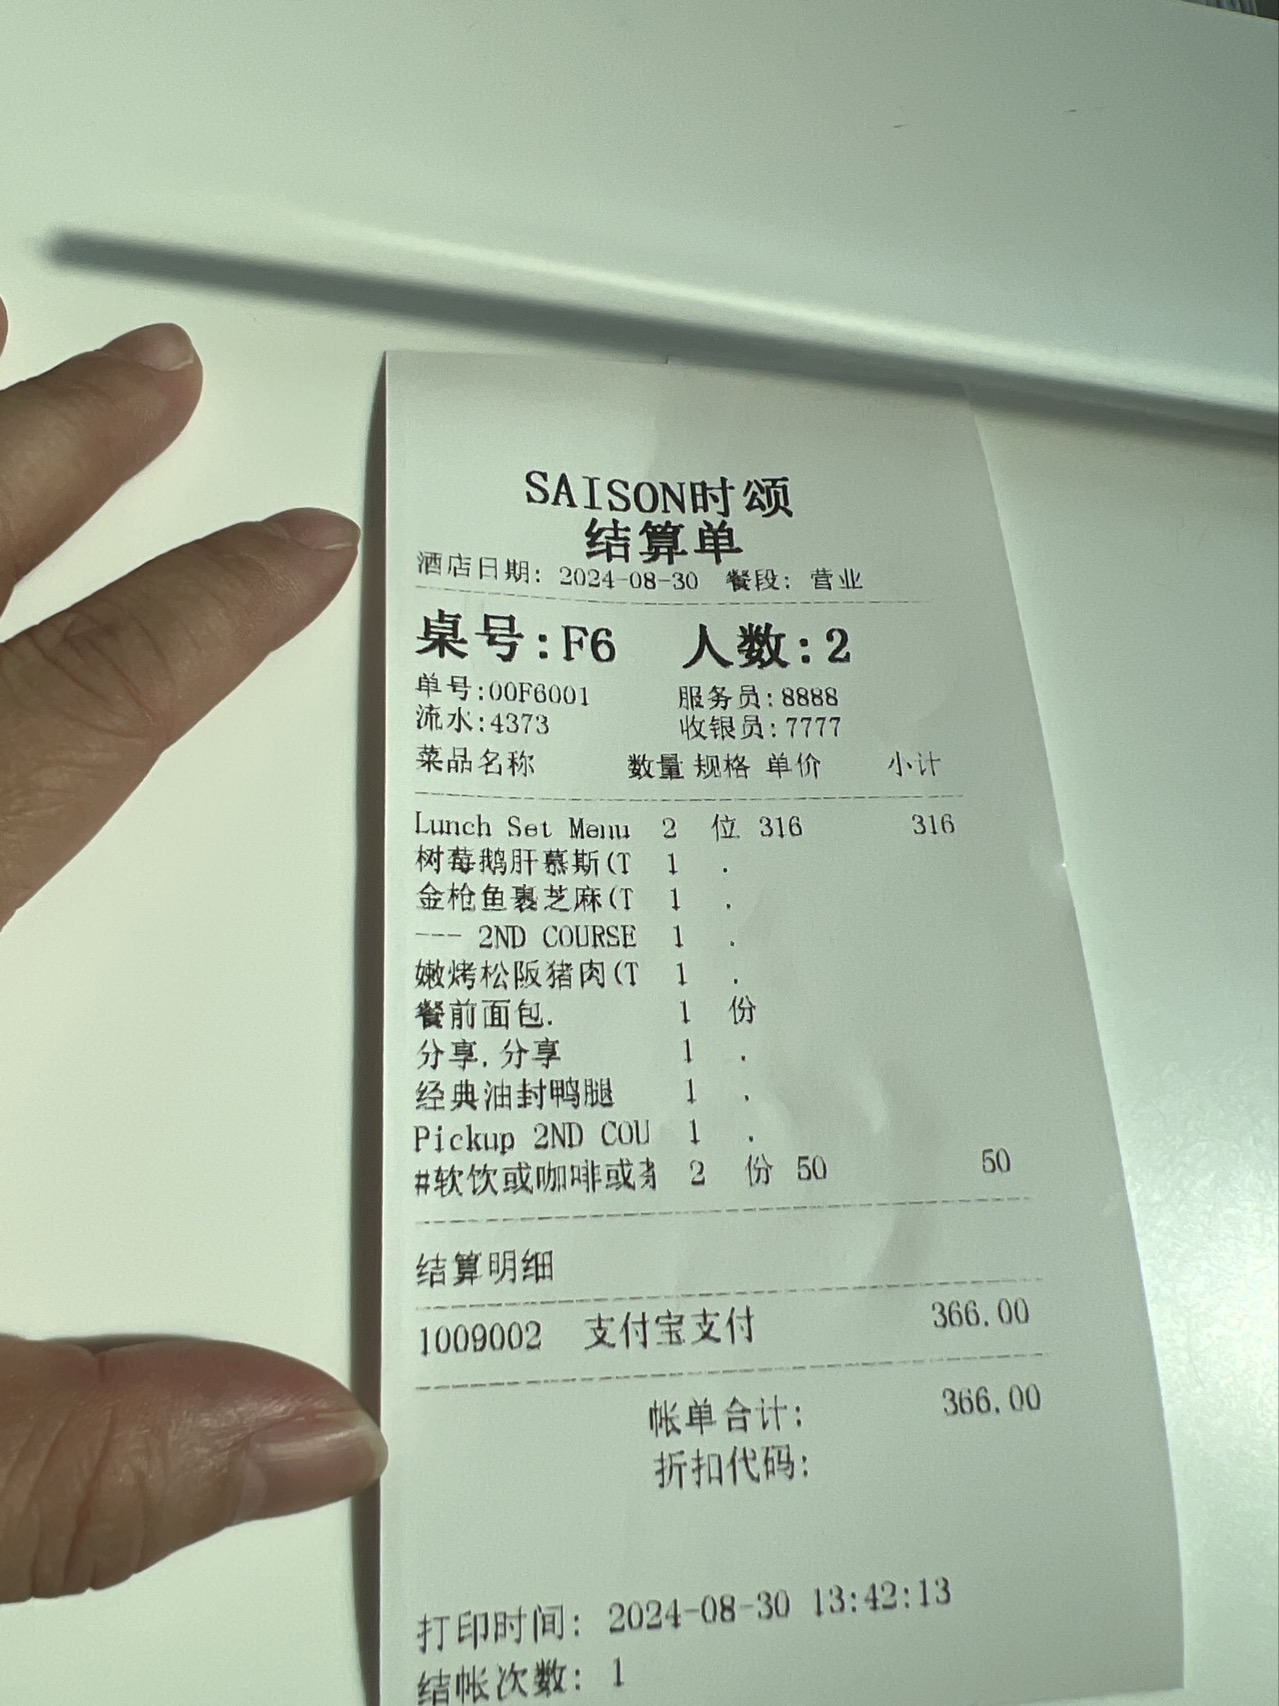 SAISON时颂
结算单
酒店日期: 2024-08-30 餐段: 营业
桌号:F6 人数:2
单号:00F6001 服务员:8888
流水:4373 收银员:7777
菜品名称 数量 规格 单价 小计
Lunch Set Menu 2 位 316 316
树莓鹅肝慕斯(T 1 .
金枪鱼裹芝麻(T 1 .
--- 2ND COURSE 1 .
嫩烤松阪猪肉(T 1 .
餐前面包. 1 份
分享.分享 1 .
经典油封鸭腿 1 .
Pickup 2ND COU 1 .
#软饮或咖啡或 2 份 50 50
结算明细
1009002 支付宝支付 366.00
帐单合计: 366.00
折扣代码:
打印时间: 2024-08-30 13:42:13
结帐次数: 1